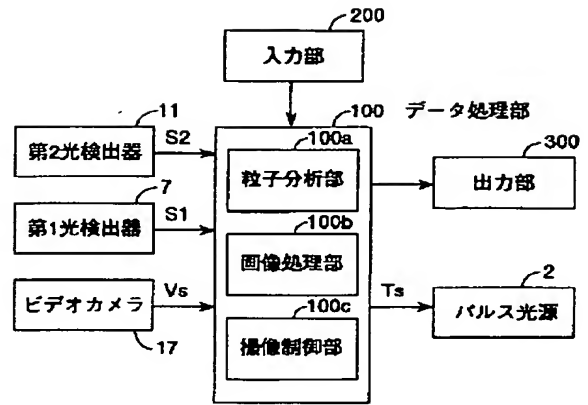 200
入力部
11
第2光検出器
S2
100
データ処理部
100a
粒子分析部
300
出力部
7
第1光検出器
S1
100b
画像処理部
ビデオカメラ
17
Vs
100c
撮像制御部
Ts
2
パルス光源